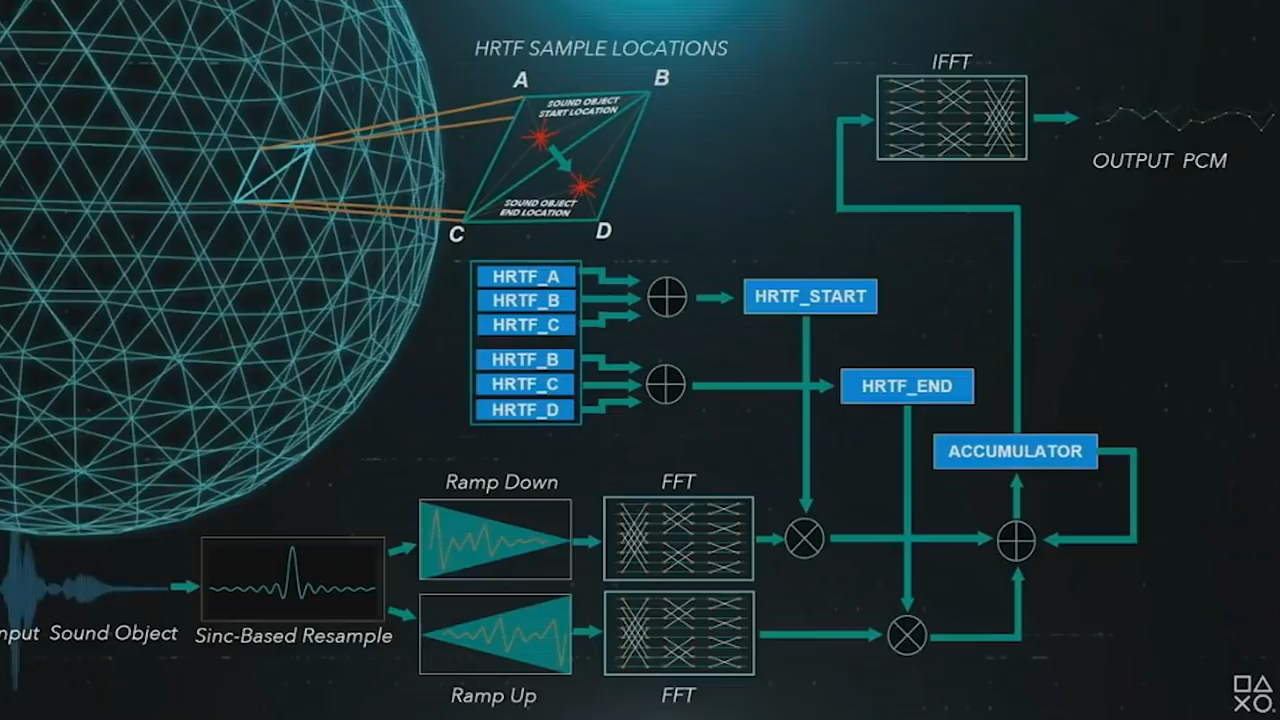 HRTF SAMPLE LOCATIONS
A
B
SOUND OBJECT
START LOCATION
SOUND OBJECT
END LOCATION
C
D
IFFT
OUTPUT PCM
HRTF_A
HRTF_B
HRTF_C
HRTF_B
HRTF_C
HRTF_D
HRTF_START
HRTF_END
ACCUMULATOR
Ramp Down
FFT
nput Sound Object
Sinc-Based Resample
Ramp Up
FFT